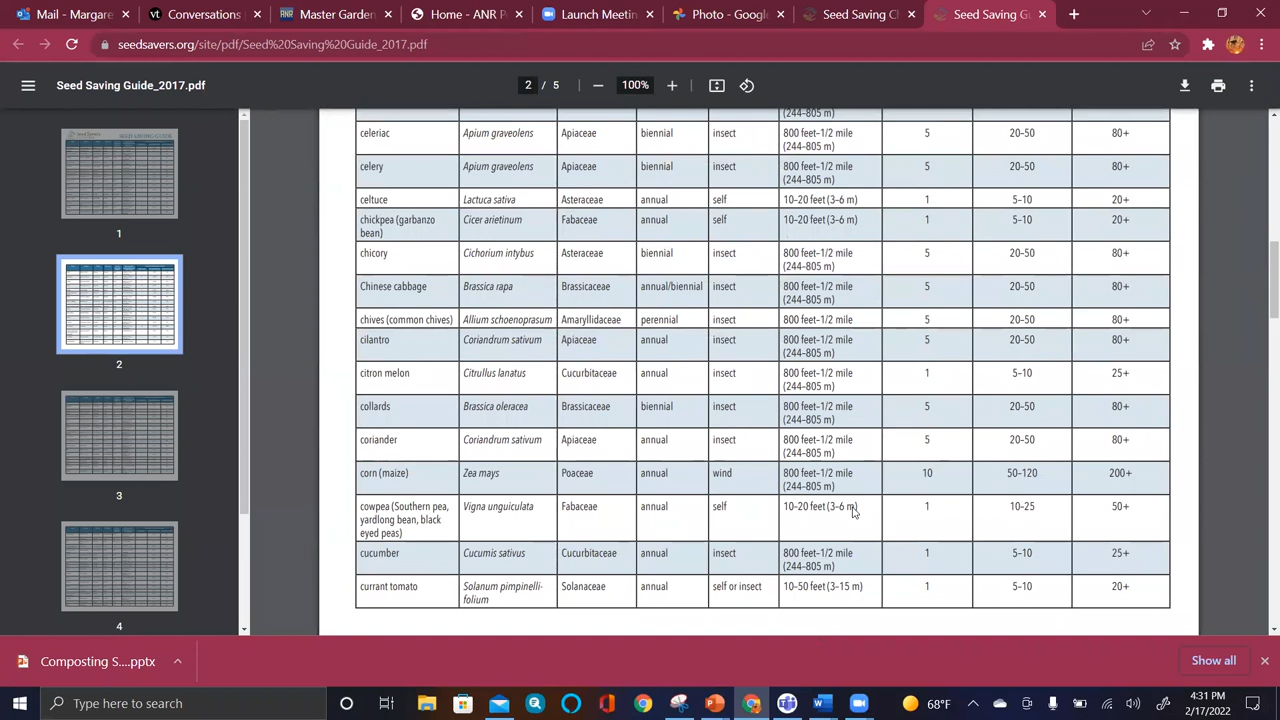 Mail - Margare
Conversations
Master Garden
Home - ANR P
Launch Meetin
Photo - Google
Seed Saving Cl
Seed Saving Gu
seedsavers.org/site/pdf/Seed%20Saving%20Guide_2017.pdf
Seed Saving Guide_2017.pdf
2 / 5
100%
(244–805 m)
celeriac Apium graveolens Apiaceae biennial insect 800 feet–1/2 mile 5 20–50 80+
(244–805 m)
celery Apium graveolens Apiaceae biennial insect 800 feet–1/2 mile 5 20–50 80+
(244–805 m)
celtuce Lactuca sativa Asteraceae annual self 10–20 feet (3–6 m) 1 5–10 20+
chickpea (garbanzo Cicer arietinum Fabaceae annual self 10–20 feet (3–6 m) 1 5–10 20+
bean)
chicory Cichorium intybus Asteraceae biennial insect 800 feet–1/2 mile 5 20–50 80+
(244–805 m)
Chinese cabbage Brassica rapa Brassicaceae annual/biennial insect 800 feet–1/2 mile 5 20–50 80+
(244–805 m)
chives (common chives) Allium schoenoprasum Amaryllidaceae perennial insect 800 feet–1/2 mile 5 20–50 80+
cilantro Coriandrum sativum Apiaceae annual insect 800 feet–1/2 mile 5 20–50 80+
(244–805 m)
citron melon Citrullus lanatus Cucurbitaceae annual insect 800 feet–1/2 mile 1 5–10 25+
(244–805 m)
collards Brassica oleracea Brassicaceae biennial insect 800 feet–1/2 mile 5 20–50 80+
(244–805 m)
coriander Coriandrum sativum Apiaceae annual insect 800 feet–1/2 mile 5 20–50 80+
(244–805 m)
corn (maize) Zea mays Poaceae annual wind 800 feet–1/2 mile 10 50–120 200+
(244–805 m)
cowpea (Southern pea, Vigna unguiculata Fabaceae annual self 10–20 feet (3–6 m) 1 10–25 50+
yardlong bean, black
eyed peas)
cucumber Cucumis sativus Cucurbitaceae annual insect 800 feet–1/2 mile 1 5–10 25+
(244–805 m)
currant tomato Solanum pimpinelli- Solanaceae annual self or insect 10–50 feet (3–15 m) 1 5–10 20+
folium
1
2
3
4
Composting S....pptx
Show all
Type here to search
68°F
4:31 PM
2/17/2022